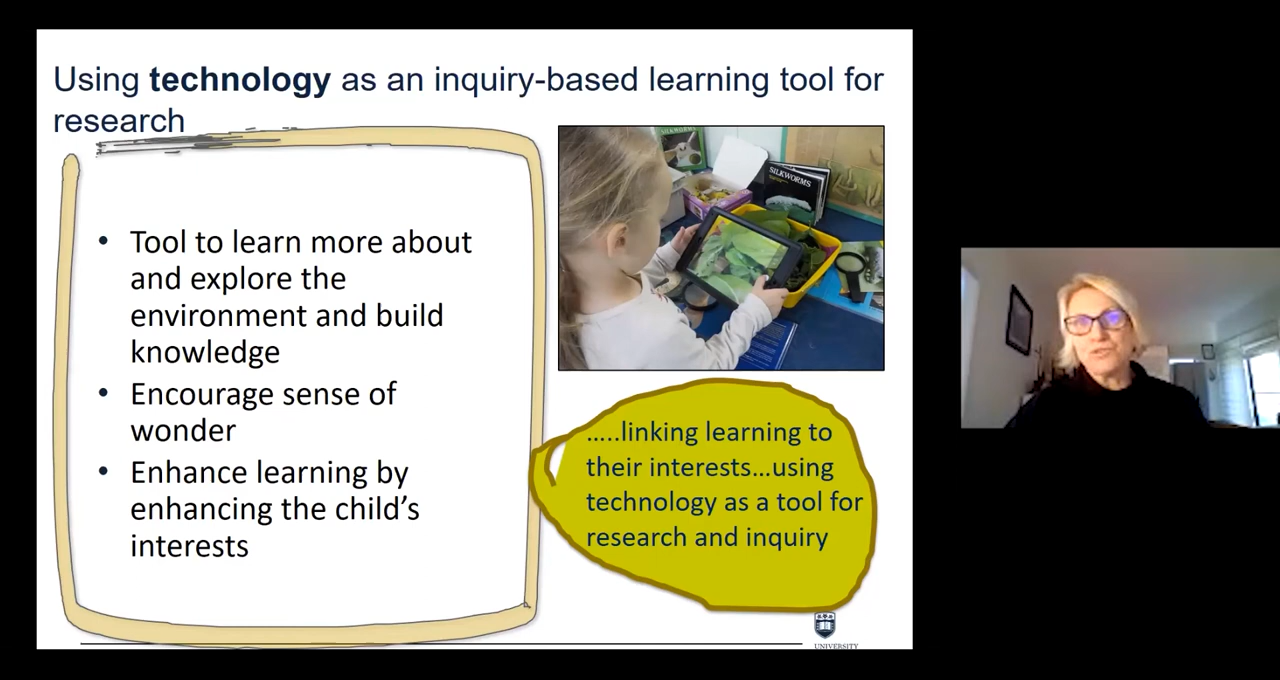 Using technology as an inquiry-based learning tool for
research
• Tool to learn more about
and explore the
environment and build
knowledge
• Encourage sense of
wonder
• Enhance learning by
enhancing the child’s
interests
SILKWORMS
SILKWORMS
.....linking learning to
their interests...using
technology as a tool for
research and inquiry
UNIVERSITY